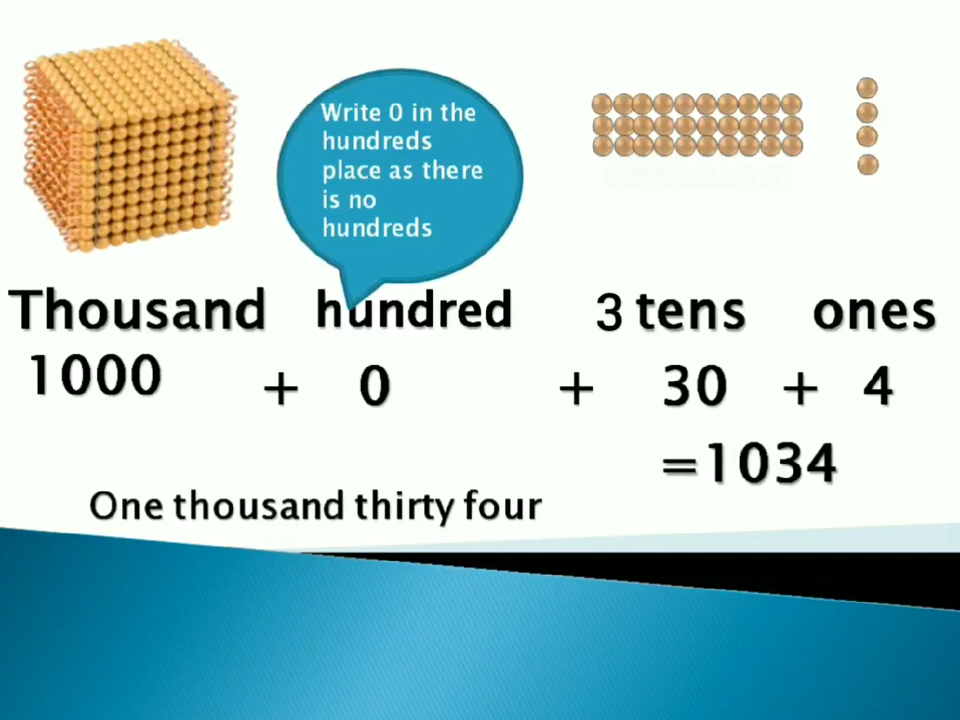 Write 0 in the
hundreds
place as there
is no
hundreds
Thousand hundred 3 tens ones
1000 + 0 + 30 + 4
=1034
One thousand thirty four